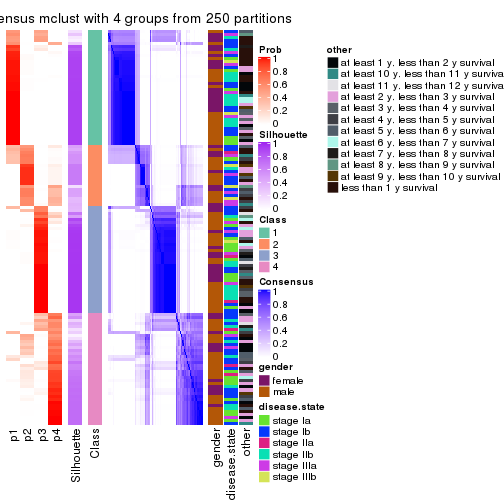 ensus mclust with 4 groups from 250 partitions
Prob
1
0.8
0.6
0.4
0.2
0
Silhouette
1
0.8
0.6
0.4
0.2
0
Class
1
2
3
4
Consensus
1
0.8
0.6
0.4
0.2
0
gender
female
male
disease.state
stage Ia
stage Ib
stage IIa
stage IIb
stage IIIa
stage IIIb
other
at least 1 y. less than 2 y survival
at least 10 y. less than 11 y surviva
at least 11 y. less than 12 y surviva
at least 2 y. less than 3 y survival
at least 3 y. less than 4 y survival
at least 4 y. less than 5 y survival
at least 5 y. less than 6 y survival
at least 6 y. less than 7 y survival
at least 7 y. less than 8 y survival
at least 8 y. less than 9 y survival
at least 9 y. less than 10 y survival
less than 1 y survival
p1
p2
p3
p4
Silhouette
Class
gender
disease.state
other